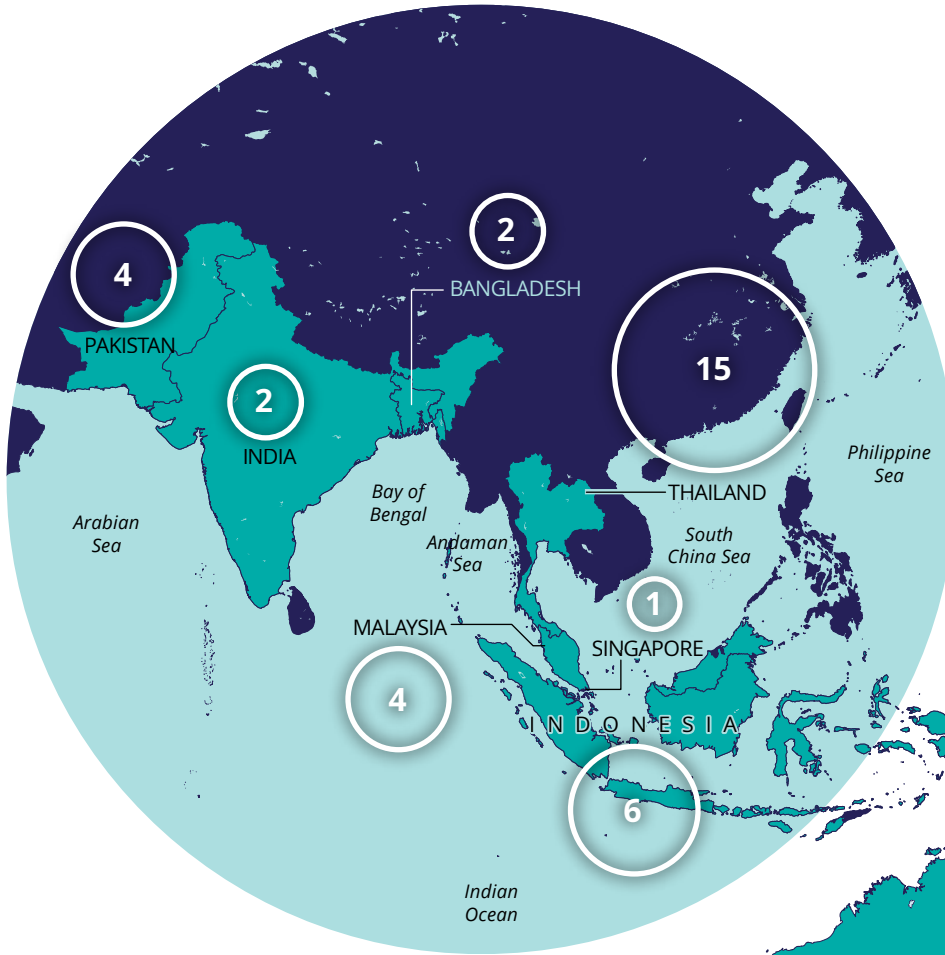 2
4
BANGLADESH
PAKISTAN
15
2
INDIA
Philippine
Sea
Bay of
Bengal
THAILAND
Arabian
Sea
Andaman
Sea
South
China Sea
1
MALAYSIA
SINGAPORE
4
INDONESIA
6
Indian
Ocean